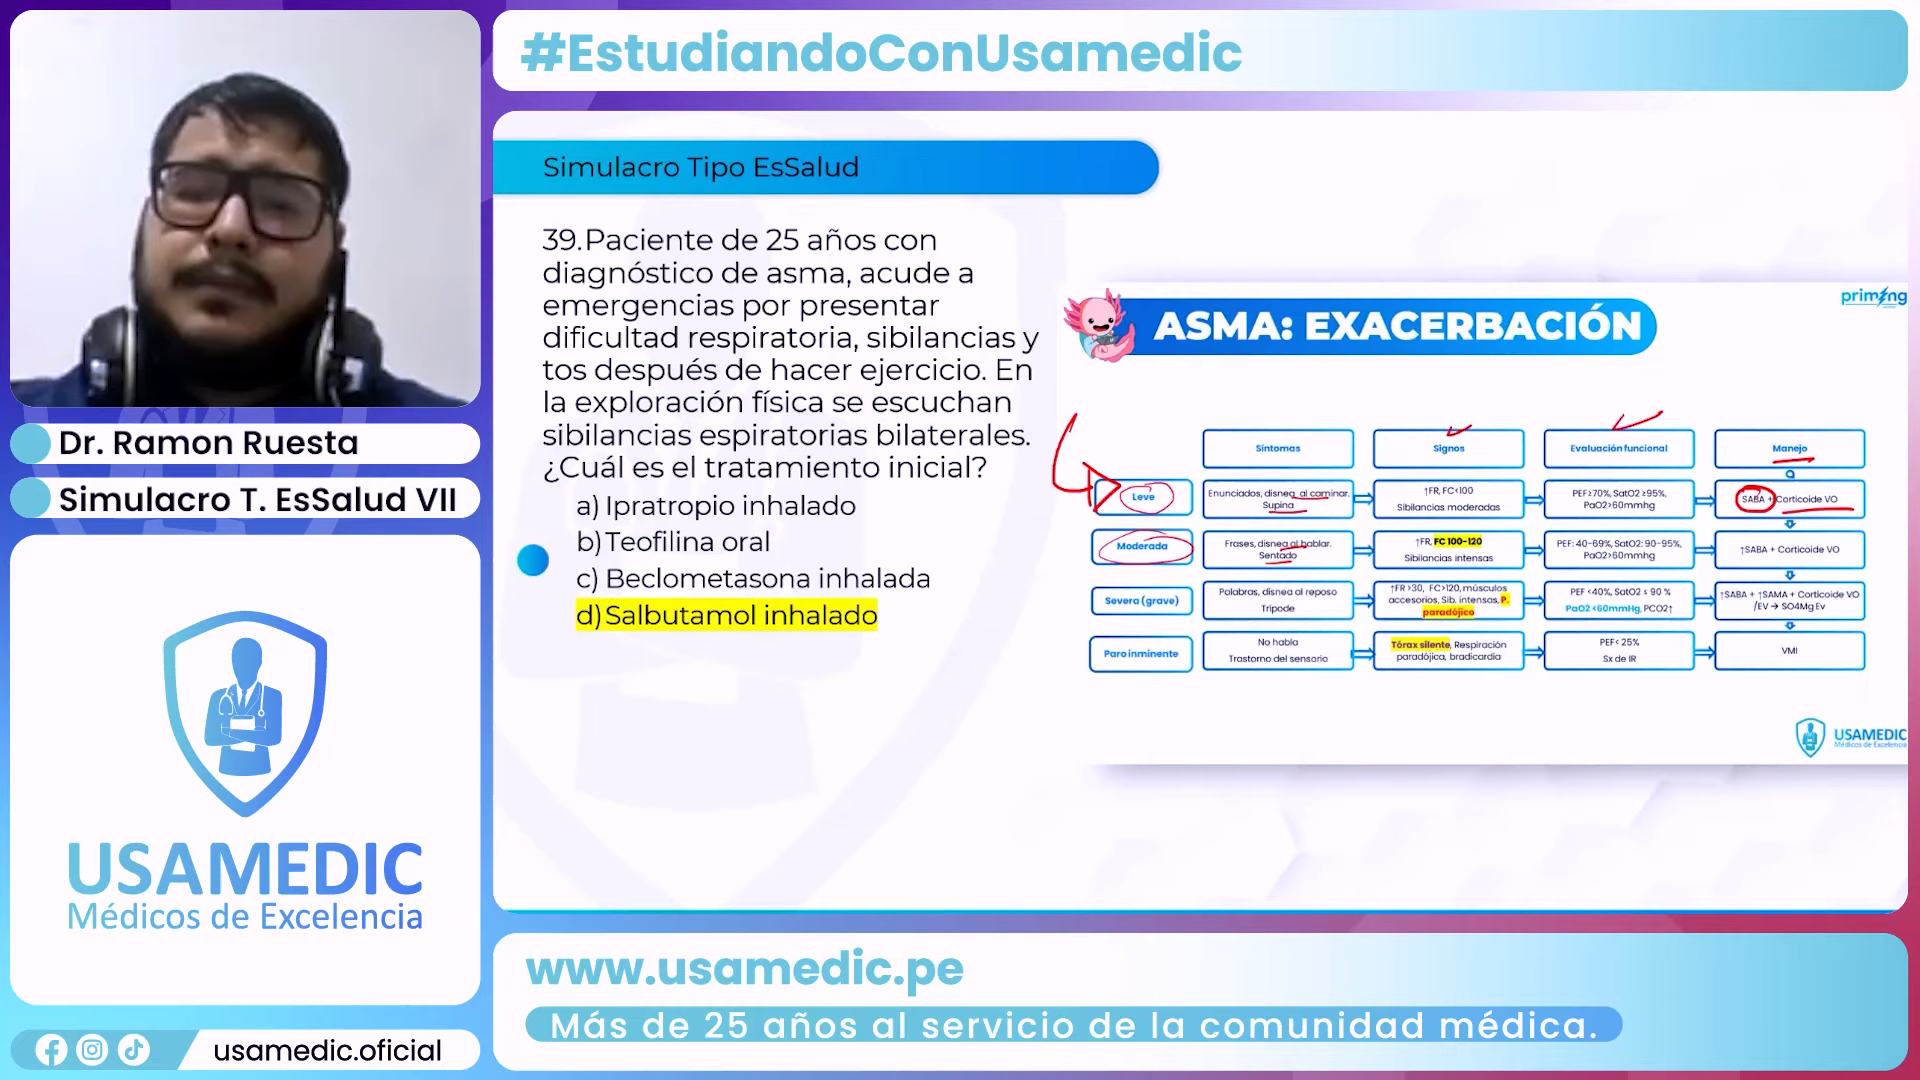 #EstudiandoConUsamedic
Simulacro Tipo EsSalud
39.Paciente de 25 años con
diagnóstico de asma, acude a
emergencias por presentar
dificultad respiratoria, sibilancias y
tos después de hacer ejercicio. En
la exploración física se escuchan
sibilancias espiratorias bilaterales.
¿Cuál es el tratamiento inicial?
a) Ipratropio inhalado
b) Teofilina oral
c) Beclometasona inhalada
d) Salbutamol inhalado
priming
ASMA: EXACERBACIÓN
Síntomas
Signos
Evaluación funcional
Manejo
Leve
Enunciados, disnea al caminar.
Supina
↑FR, FC<100
Sibilancias moderadas
PEF≥70%, SatO2 ≥95%,
PaO2>60mmhg
SABA + Corticoide VO
Moderada
Frases, disnea al hablar.
Sentado
↑FR, FC 100-120
Sibilancias intensas
PEF: 40-69%, SatO2: 90-95%,
PaO2>60mmhg
↑SABA + Corticoide VO
Severa (grave)
Palabras, disnea al reposo
Trípode
↑FR >30, FC>120, músculos
accesorios, Sib. intensas, P.
paradójico
PEF <40%, SatO2 ≤ 90 %
PaO2 <60mmHg, PCO2↑
↑SABA + ↑SAMA + Corticoide VO
/EV → SO4Mg Ev
Paro inminente
No habla
Trastorno del sensorio
Tórax silente, Respiración
paradójica, bradicardia
PEF< 25%
Sx de IR
VMI
USAMEDIC
Médicos de Excelencia
Dr. Ramon Ruesta
Simulacro T. EsSalud VII
USAMEDIC
Médicos de Excelencia
usamedic.oficial
www.usamedic.pe
Más de 25 años al servicio de la comunidad médica.